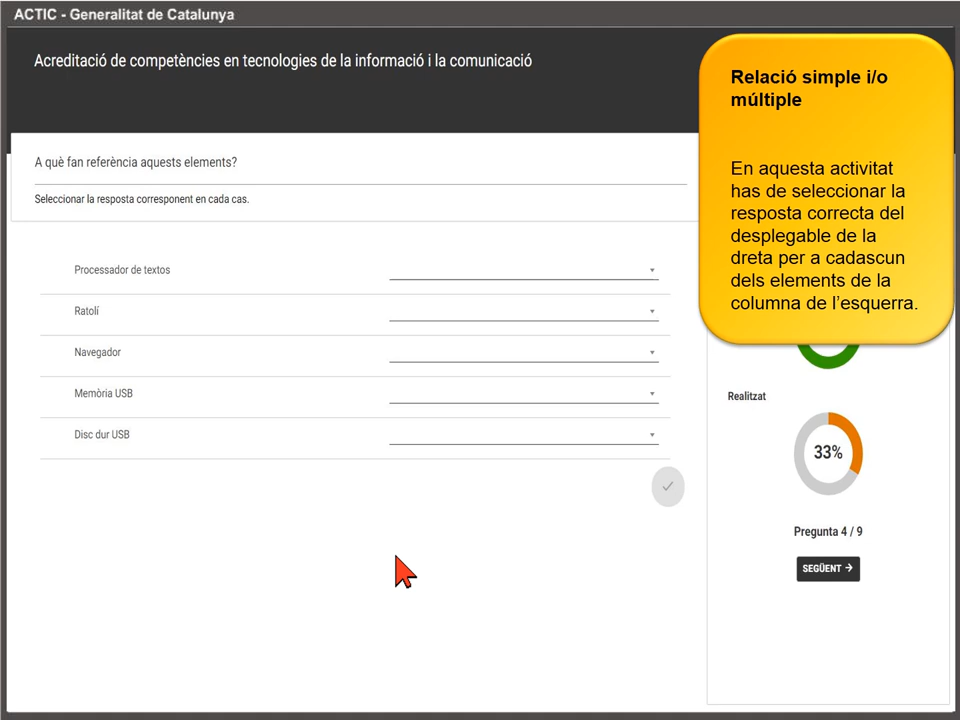 ACTIC - Generalitat de Catalunya
Acreditació de competències en tecnologies de la informació i la comunicació
Relació simple i/o
múltiple
En aquesta activitat
has de seleccionar la
resposta correcta del
desplegable de la
dreta per a cadascun
dels elements de la
columna de l'esquerra.
A què fan referència aquests elements?
Seleccionar la resposta corresponent en cada cas.
Processador de textos
Ratolí
Navegador
Memòria USB
Disc dur USB
Realitzat
33%
Pregunta 4 / 9
SEGÜENT →